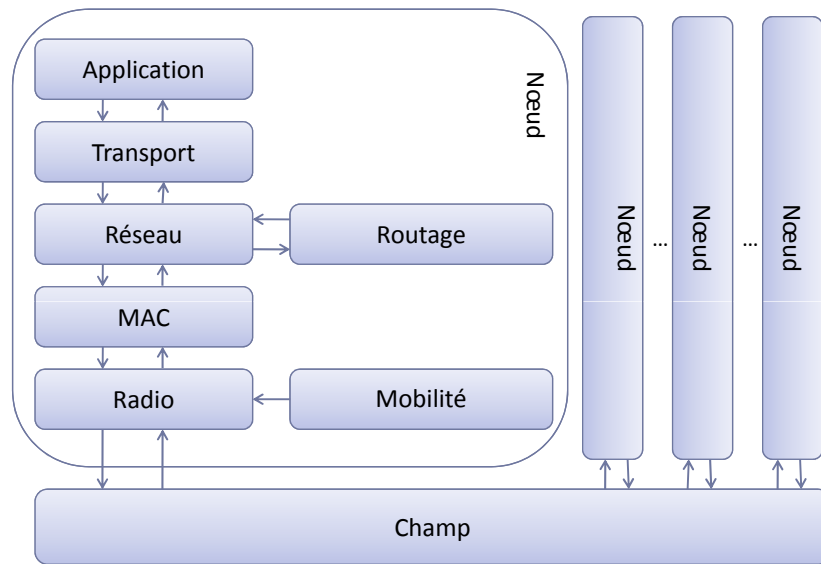 Application
Nœud
Transport
Réseau
Routage
Nœud
...
Nœud
...
Nœud
MAC
Radio
Mobilité
Champ